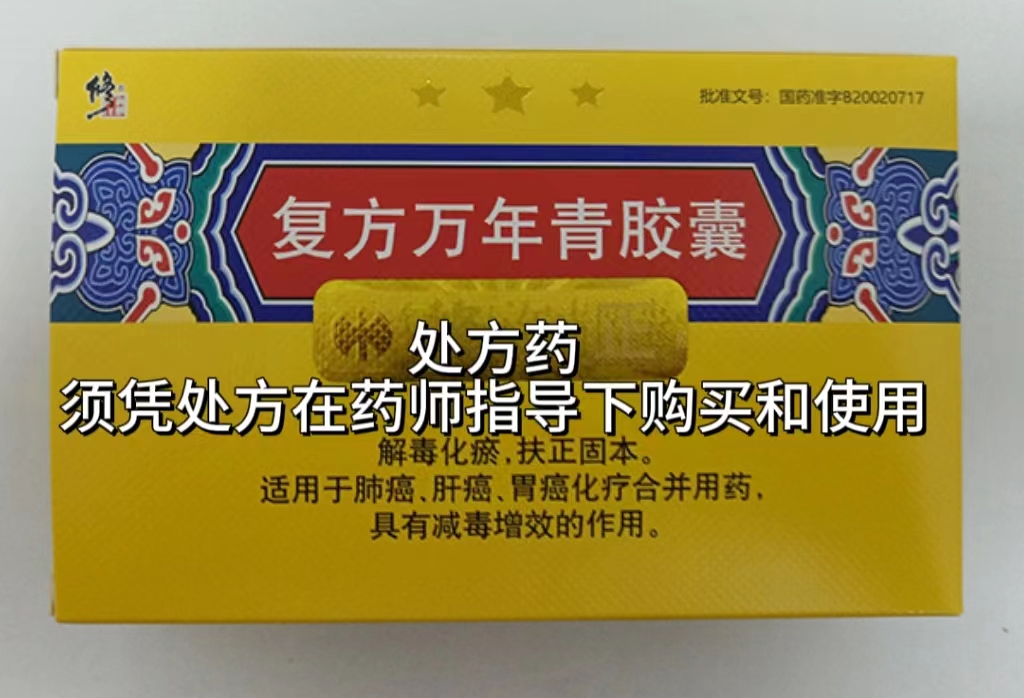 修
批准文号：国药准字B20020717
复方万年青胶囊
处方药
须凭处方在药师指导下购买和使用
解毒化瘀，扶正固本。
适用于肺癌、肝癌、胃癌化疗合并用药，
具有减毒增效的作用。